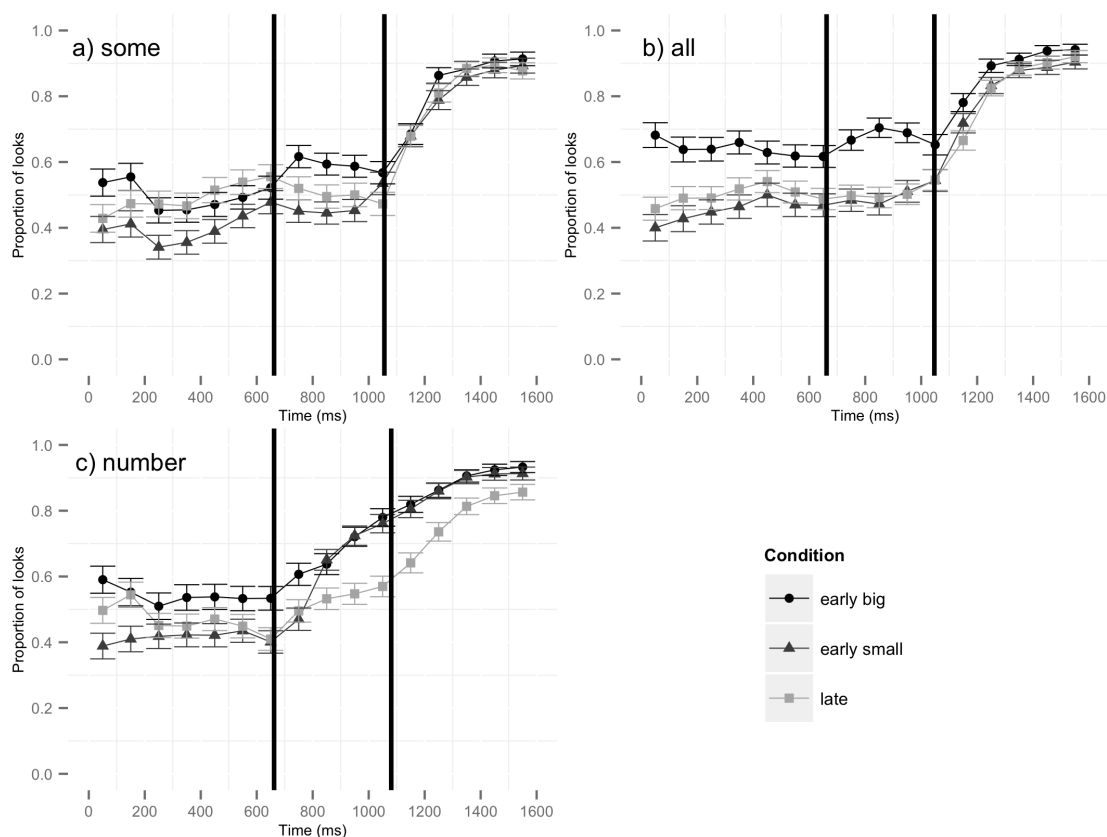 a) some
Proportion of looks
1.0
0.8
0.6
0.4
0.2
0.0
0 200 400 600 800 1000 1200 1400 1600
Time (ms)
b) all
Proportion of looks
1.0
0.8
0.6
0.4
0.2
0.0
0 200 400 600 800 1000 1200 1400 1600
Time (ms)
c) number
Proportion of looks
1.0
0.8
0.6
0.4
0.2
0.0
0 200 400 600 800 1000 1200 1400 1600
Time (ms)
Condition
early big
early small
late